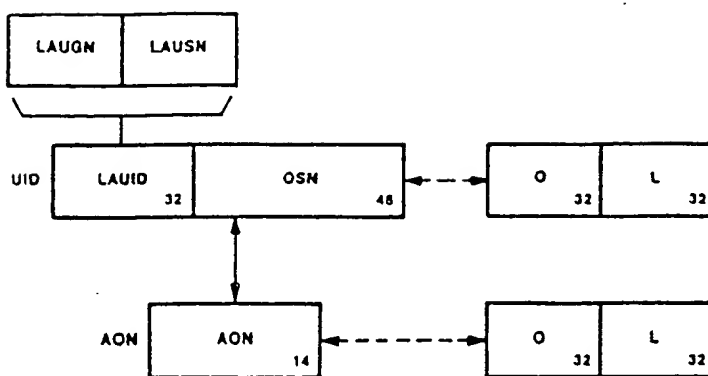 LAUGN LAUSN
UID LAUID 32 OSN 48 O 32 L 32
AON AON 14 O 32 L 32